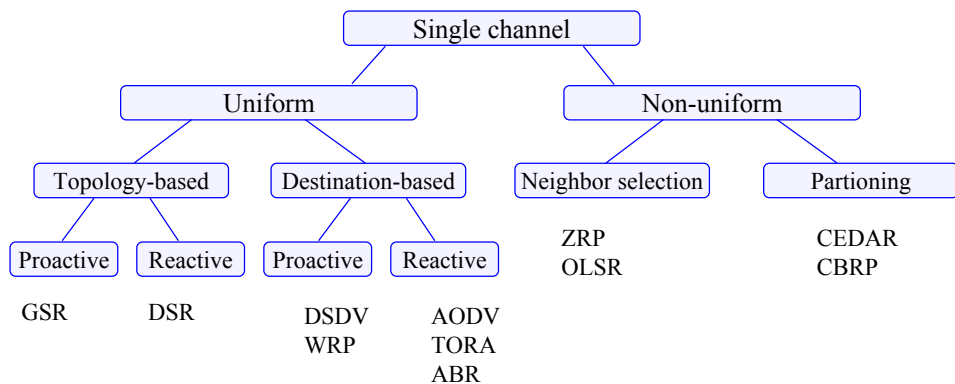 Single channel
Uniform
Non-uniform
Topology-based
Destination-based
Neighbor selection
Partioning
Proactive
Reactive
Proactive
Reactive
ZRP
OLSR
CEDAR
CBRP
GSR
DSR
DSDV
WRP
AODV
TORA
ABR